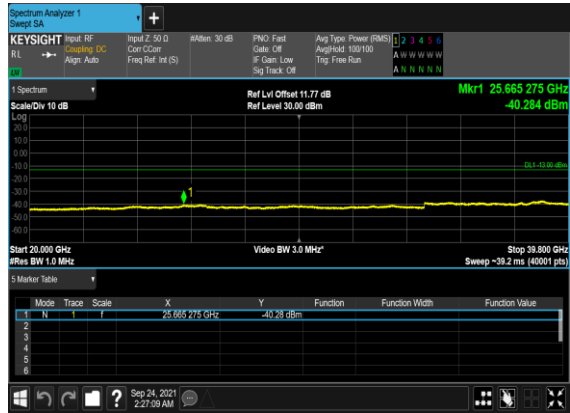 Spectrum Analyzer 1
Swept SA
+
KEYSIGHT Input: RF Input Z: 50 Ω #Atten: 30 dB PNO: Fast Avg Type: Power (RMS) 1 2 3 4 5 6
RL Coupling: DC Corr CCorr Gate: Off Avg|Hold: 100/100 A W W W W W
Align: Auto Freq Ref: Int (S) IF Gain: Low Trig: Free Run
Sig Track: Off A N N N N N
1 Spectrum
Scale/Div 10 dB
Ref Lvl Offset 11.77 dB
Ref Level 30.00 dBm
Mkr1 25.665 275 GHz
-40.284 dBm
Log
20.0
10.0
0.00
-10.0
DL1 -13.00 dBm
-20.0
-30.0
1
-40.0
-50.0
-60.0
Start 20.000 GHz Video BW 3.0 MHz* Stop 39.800 GHz
#Res BW 1.0 MHz Sweep ~39.2 ms (40001 pts)
5 Marker Table
Mode Trace Scale X Y Function Function Width Function Value
1 N 1 f 25.665 275 GHz -40.28 dBm
2
3
4
5
6
? Sep 24, 2021
2:27:09 AM